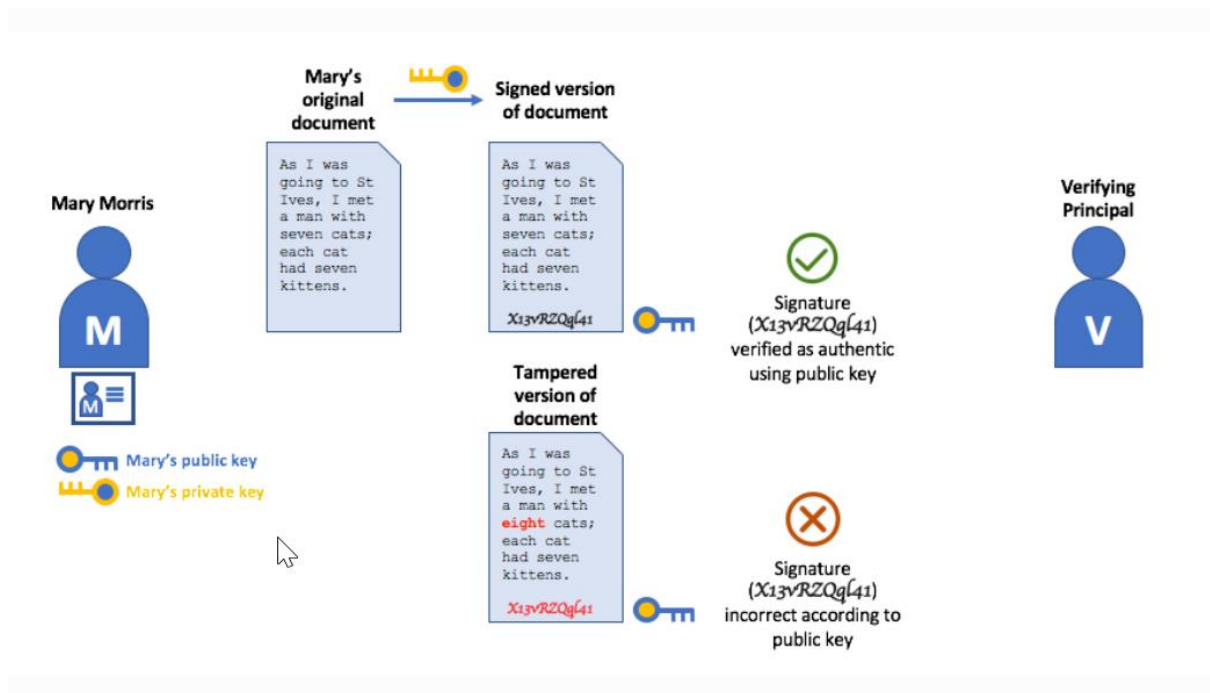 Mary's
original
document
Signed version
of document
As I was
going to St
Ives, I met
a man with
seven cats;
each cat
had seven
kittens.
As I was
going to St
Ives, I met
a man with
seven cats;
each cat
had seven
kittens.
X13vRZQql41
Mary Morris
M
M
Mary's public key
Mary's private key
Signature
(X13vRZQql41)
verified as authentic
using public key
Verifying
Principal
V
Tampered
version of
document
As I was
going to St
Ives, I met
a man with
eight cats;
each cat
had seven
kittens.
X13vRZQql41
Signature
(X13vRZQql41)
incorrect according to
public key